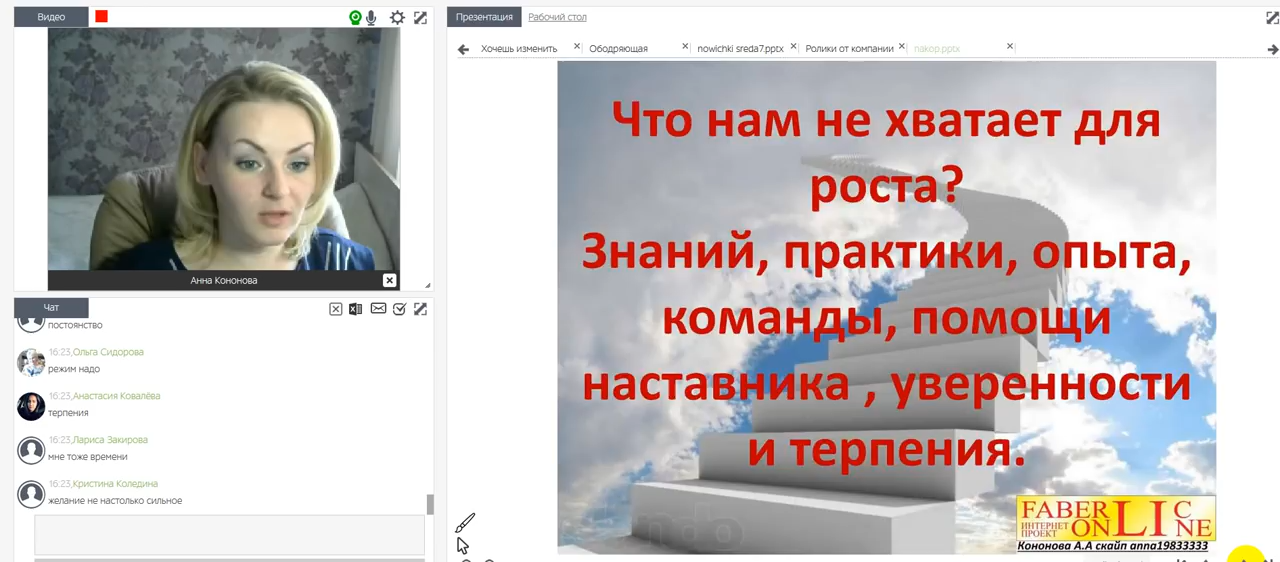 Видео
Анна Кононова
Чат
постоянство
16:23,Ольга Сидорова
режим надо
16:23,Анастасия Ковалёва
терпения
16:23,Лариса Закирова
мне тоже времени
16:23,Кристина Коледина
желание не настолько сильное
Презентация Рабочий стол
Хочешь изменить Ободряющая nowichki sreda7.pptx Ролики от компании nakop.pptx
Что нам не хватает для
роста?
Знаний, практики, опыта,
команды, помощи
наставника , уверенности
и терпения.
FABERLIC
ИНТЕРНЕТ ПРОЕКТ ONLINE
Кононова А.А скайп anna19833333